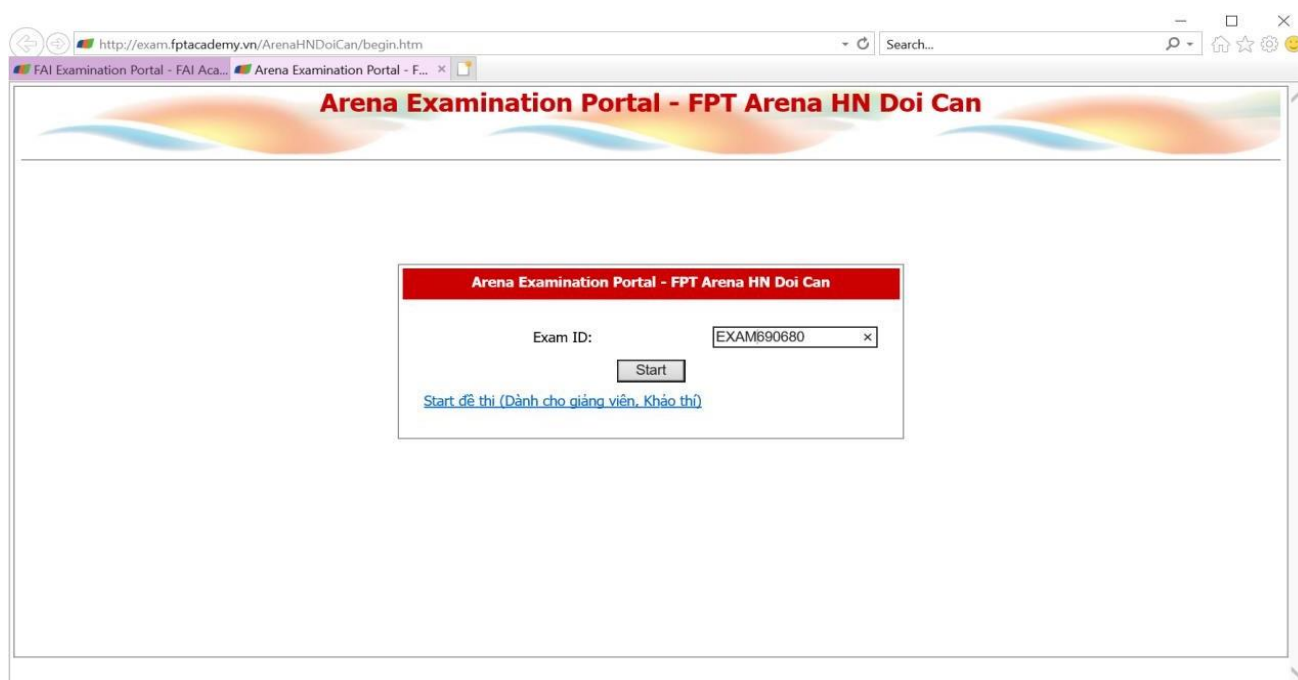 http://exam.fptacademy.vn/ArenaHNDoiCan/begin.htm
Search...
FAI Examination Portal - FAI Aca...
Arena Examination Portal - F...
Arena Examination Portal - FPT Arena HN Doi Can
Arena Examination Portal - FPT Arena HN Doi Can
Exam ID: EXAM690680
Start
Start đề thi (Dành cho giảng viên, Khảo thí)